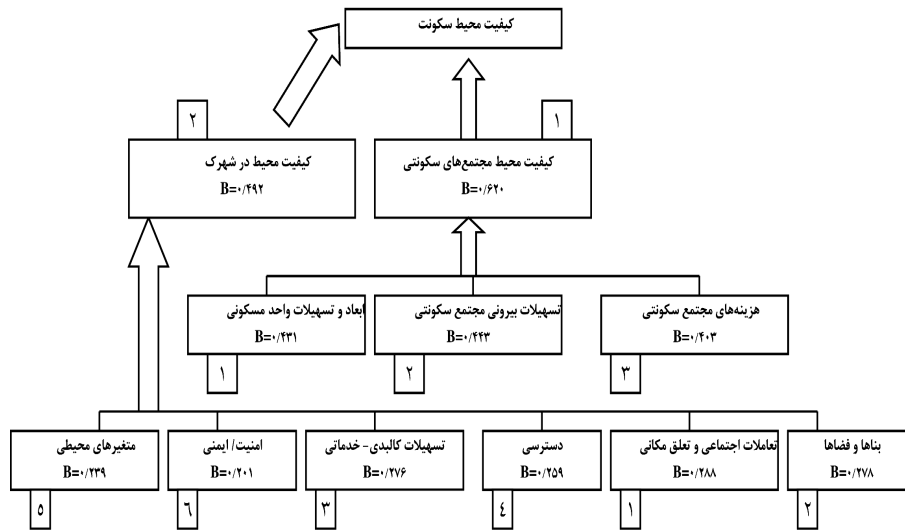 کیفیت محیط سکونت
۱
کیفیت محیط مجتمع‌های سکونتی
B=۰/۶۲۰
۲
کیفیت محیط در شهرک
B=۰/۴۹۲
هزینه‌های مجتمع سکونتی
B=۰/۴۰۳
۳
تسهیلات بیرونی مجتمع سکونتی
B=۰/۴۴۳
۲
ابعاد و تسهیلات واحد مسکونی
B=۰/۴۳۱
۱
بناها و فضاها
B=۰/۲۷۸
۲
تعاملات اجتماعی و تعلق مکانی
B=۰/۲۸۸
۱
دسترسی
B=۰/۲۵۹
۴
تسهیلات کالبدی- خدماتی
B=۰/۲۷۶
۳
امنیت/ ایمنی
B=۰/۲۰۱
۶
متغیرهای محیطی
B=۰/۲۳۹
۵